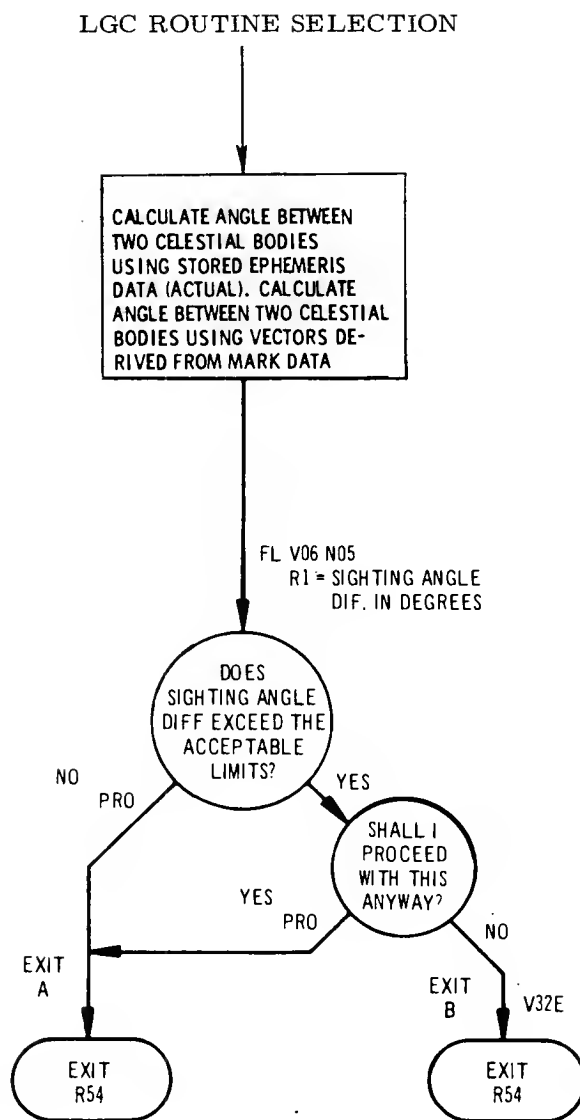 LGC ROUTINE SELECTION
CALCULATE ANGLE BETWEEN
TWO CELESTIAL BODIES
USING STORED EPHEMERIS
DATA (ACTUAL). CALCULATE
ANGLE BETWEEN TWO CELESTIAL
BODIES USING VECTORS DE-
RIVED FROM MARK DATA
FL V06 N05
R1 = SIGHTING ANGLE
DIF. IN DEGREES
DOES
SIGHTING ANGLE
DIFF EXCEED THE
ACCEPTABLE
LIMITS?
NO
PRO
YES
SHALL I
PROCEED
WITH THIS
ANYWAY?
YES
PRO
NO
EXIT
A
EXIT
B
V32E
EXIT
R54
EXIT
R54